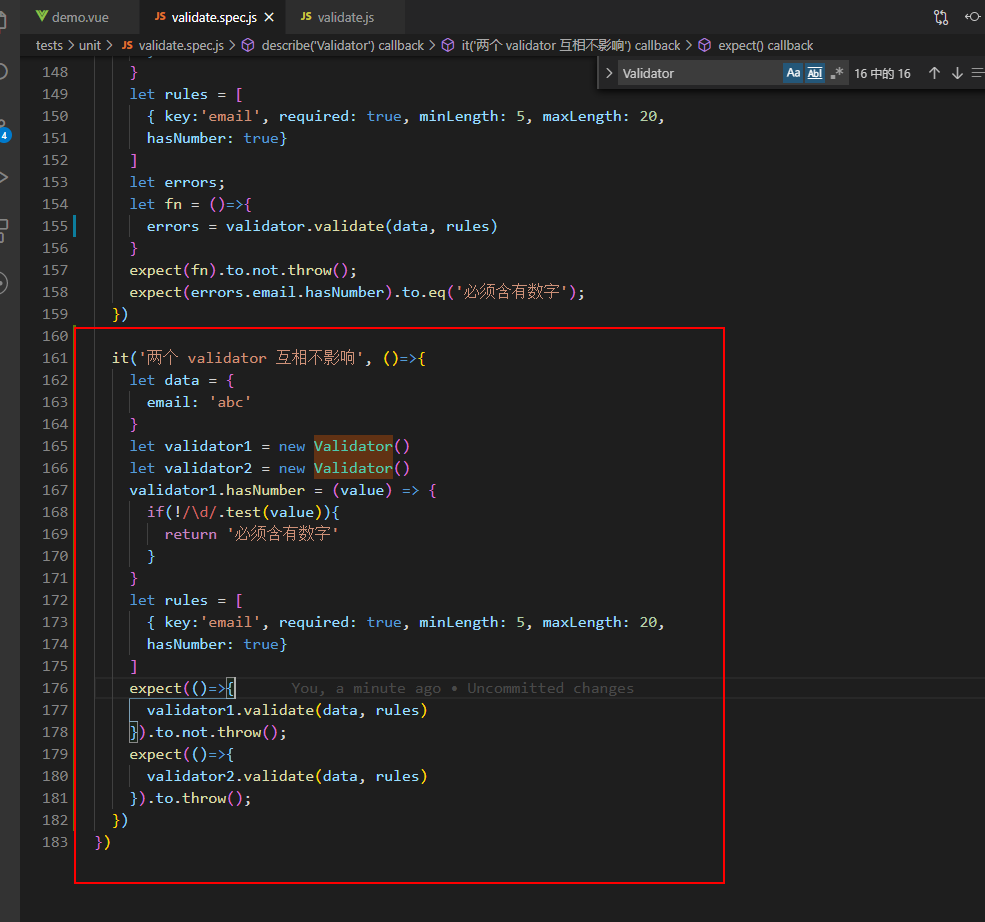 demo.vue JS validate.spec.js × JS validate.js
tests > unit > JS validate.spec.js > describe('Validator') callback > it('两个 validator 互相不影响') callback > expect() callback
Validator Aa Abl .* 16 中的 16
4
148 }
149 let rules = [
150 { key:'email', required: true, minLength: 5, maxLength: 20,
151 hasNumber: true}
152 ]
153 let errors;
154 let fn = ()=>{
155 errors = validator.validate(data, rules)
156 }
157 expect(fn).to.not.throw();
158 expect(errors.email.hasNumber).to.eq('必须含有数字');
159 })
160
161 it('两个 validator 互相不影响', ()=>{
162 let data = {
163 email: 'abc'
164 }
165 let validator1 = new Validator()
166 let validator2 = new Validator()
167 validator1.hasNumber = (value) => {
168 if(!/\d/.test(value)){
169 return '必须含有数字'
170 }
171 }
172 let rules = [
173 { key:'email', required: true, minLength: 5, maxLength: 20,
174 hasNumber: true}
175 ]
176 expect(()=>{ You, a minute ago • Uncommitted changes
177 validator1.validate(data, rules)
178 }).to.not.throw();
179 expect(()=>{
180 validator2.validate(data, rules)
181 }).to.throw();
182 })
183 })